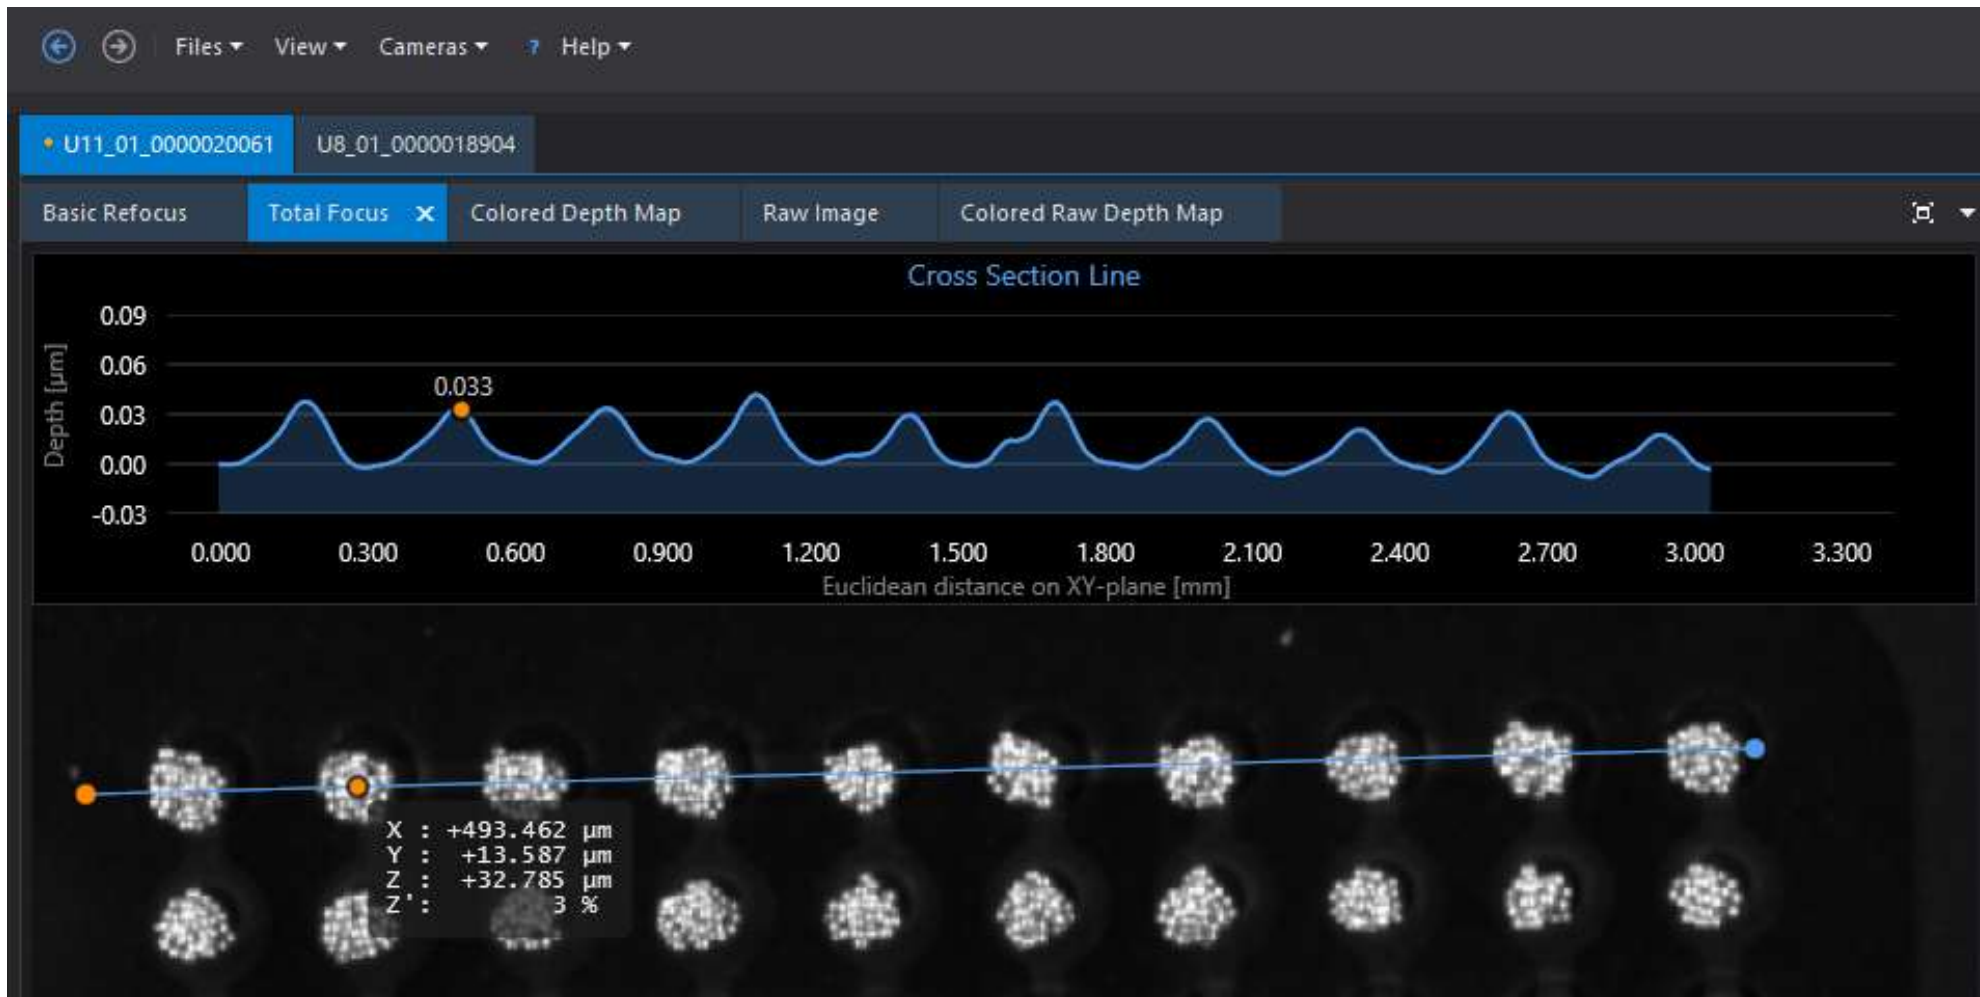 Files View Cameras ? Help
U11_01_0000020061 U8_01_0000018904
Basic Refocus Total Focus Colored Depth Map Raw Image Colored Raw Depth Map
Cross Section Line
Depth [µm]
0.09
0.06
0.03
0.00
-0.03
0.033
0.000 0.300 0.600 0.900 1.200 1.500 1.800 2.100 2.400 2.700 3.000 3.300
Euclidean distance on XY-plane [mm]
X : +493.462 µm
Y : +13.587 µm
Z : +32.785 µm
Z': 3 %